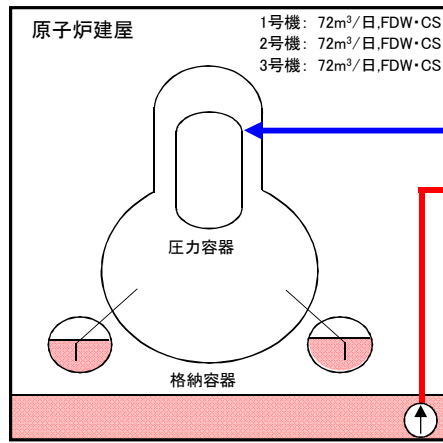 原子炉建屋
1号機: 72m³/日,FDW・CS
2号機: 72m³/日,FDW・CS
3号機: 72m³/日,FDW・CS
圧力容器
格納容器